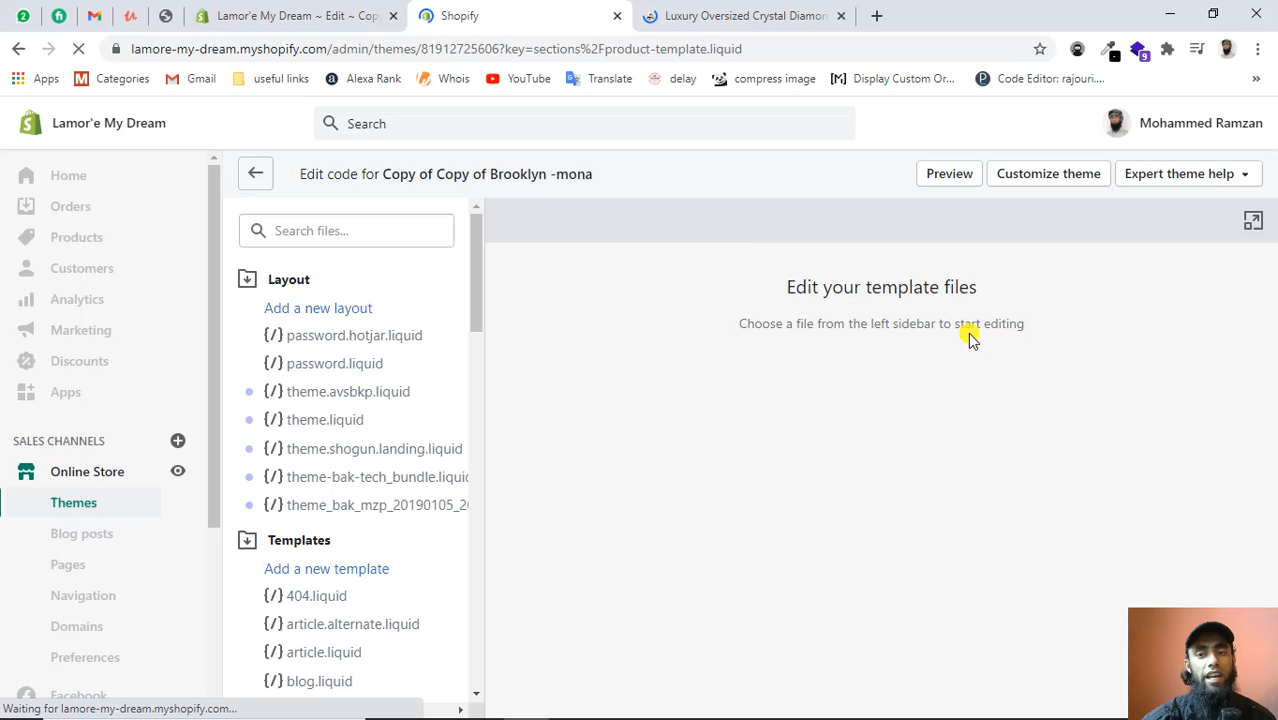 2
Lamor'e My Dream ~ Edit ~ Cop
Shopify
Luxury Oversized Crystal Diamon
lamore-my-dream.myshopify.com/admin/themes/81912725606?key=sections%2Fproduct-template.liquid
9
Apps
Categories
Gmail
useful links
Alexa Rank
Whois
YouTube
Translate
delay
compress image
Display Custom Or...
Code Editor: rajouri....
»
Lamor'e My Dream
Search
Mohammed Ramzan
Home
Orders
Products
Customers
Analytics
Marketing
Discounts
Apps
SALES CHANNELS
Online Store
Themes
Blog posts
Pages
Navigation
Domains
Preferences
Facebook
Edit code for Copy of Copy of Brooklyn -mona
Preview
Customize theme
Expert theme help
Search files...
Layout
Add a new layout
{/} password.hotjar.liquid
{/} password.liquid
{/} theme.avsbkp.liquid
{/} theme.liquid
{/} theme.shogun.landing.liquid
{/} theme-bak-tech_bundle.liquid
{/} theme_bak_mzp_20190105_20
Templates
Add a new template
{/} 404.liquid
{/} article.alternate.liquid
{/} article.liquid
{/} blog.liquid
Edit your template files
Choose a file from the left sidebar to start editing
Waiting for lamore-my-dream.myshopify.com...